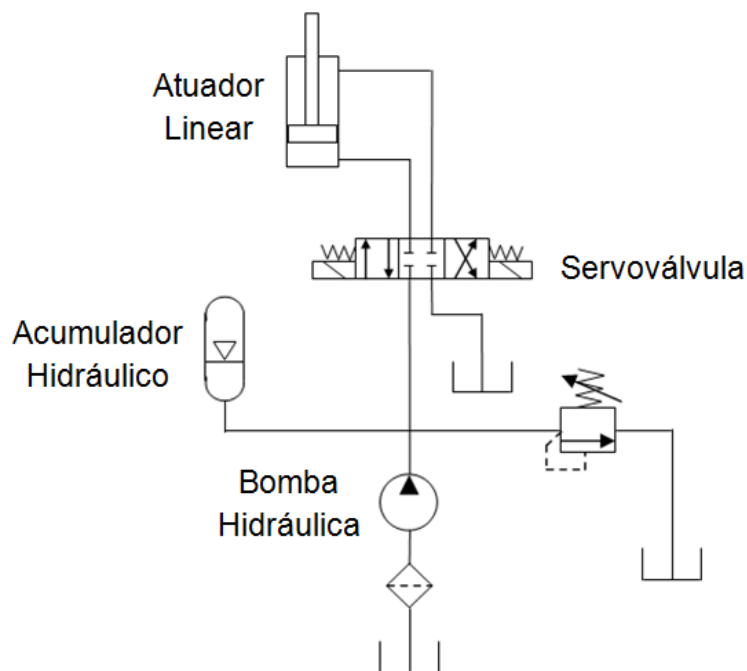 Atuador
Linear
Servoválvula
Acumulador
Hidráulico
Bomba
Hidráulica